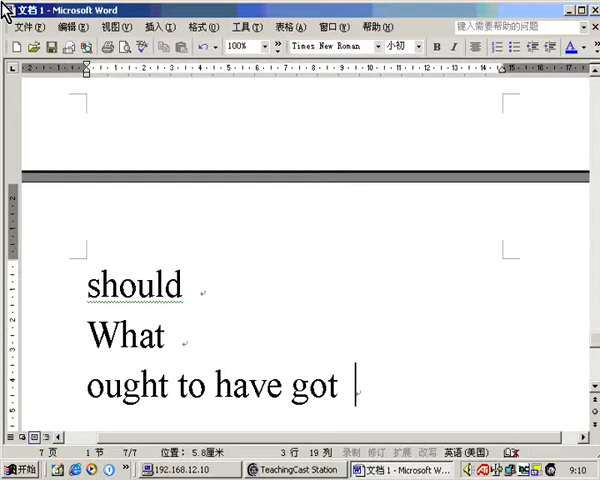 文档 1 - Microsoft Word
文件(F) 编辑(E) 视图(V) 插入(I) 格式(O) 工具(T) 表格(A) 窗口(W) 帮助(H) 键入需要帮助的问题
100% Times New Roman 小初 B I A
should
What
ought to have got
7 页 1 节 7/7 位置: 5.8厘米 3 行 19 列 录制 修订 扩展 改写 英语(美国)
开始 192.168.12.10 TeachingCast Station 文档 1 - Microsoft W... 9:10